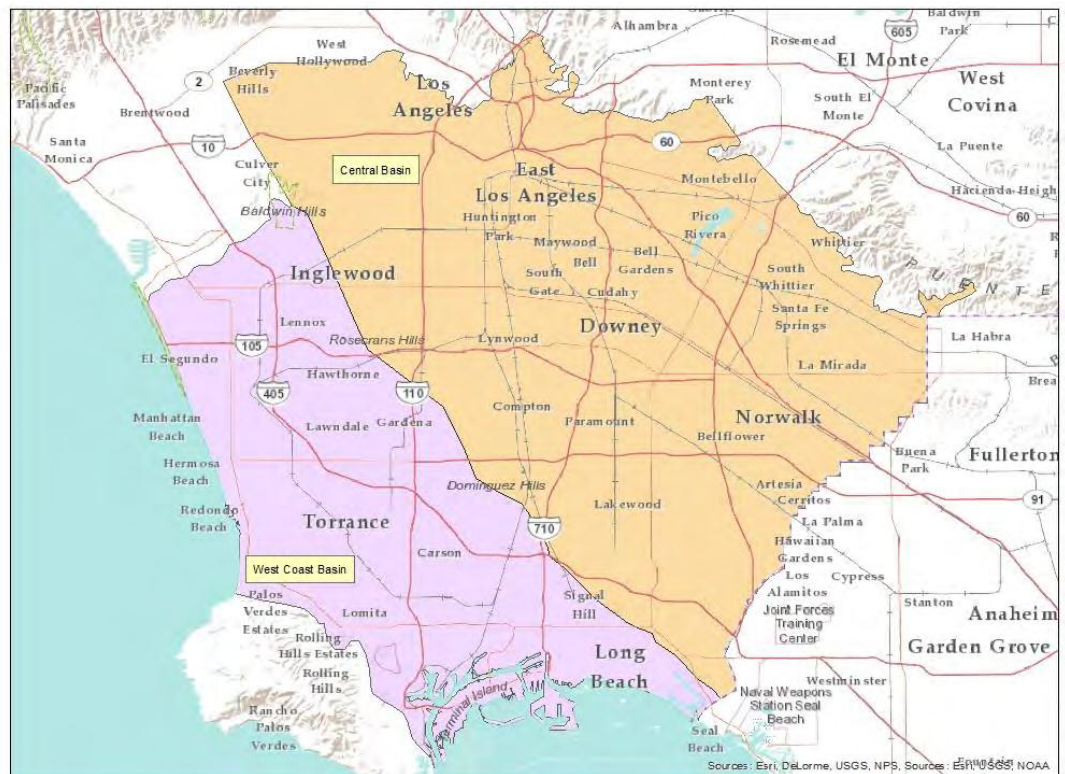 Alhambra
Baldwin
Park
605
Rosemead
El Monte
West
Hollywood
Beverly
Hills
2
Los
Angeles
Monterey
Park
West
Covina
Pacific
Palisades
Brentwood
South El
Monte
Santa
Monica
10
60
La Puente
Culver
City
Central Basin
East
Los Angeles
Montebello
Hacienda Heigh
60
Baldwin Hills
Huntington
Park
Pico
Rivera
Maywood
Bell
Bell
Gardens
Whittier
Inglewood
South
Gate
Cudahy
South
Whittier
PUENTE
Santa Fe
Springs
Lennox
Downey
Rosecrans Hills
Lynwood
La Habra
105
El Segundo
La Mirada
Hawthorne
Brea
405
110
Compton
Manhattan
Beach
Lawndale
Gardena
Paramount
Norwalk
Bellflower
Buena
Park
Fullerton
Hermosa
Beach
Dominguez Hills
Artesia
Cerritos
91
Redondo
Beach
Torrance
Lakewood
La Palma
710
Hawaiian
Gardens
Carson
West Coast Basin
Los
Alamitos
Cypress
Palos
Verdes
Estates
Lomita
Signal
Hill
Stanton
Joint Forces
Training
Center
Anaheim
Garden Grove
Rolling
Hills Estates
Rolling
Hills
Long
Beach
Westminster
Terminal Island
Naval Weapons
Station Seal
Beach
Rancho
Palos
Verdes
Seal
Beach
Fountain
Sources: Esri, DeLorme, USGS, NPS, Sources: Esri, USGS, NOAA